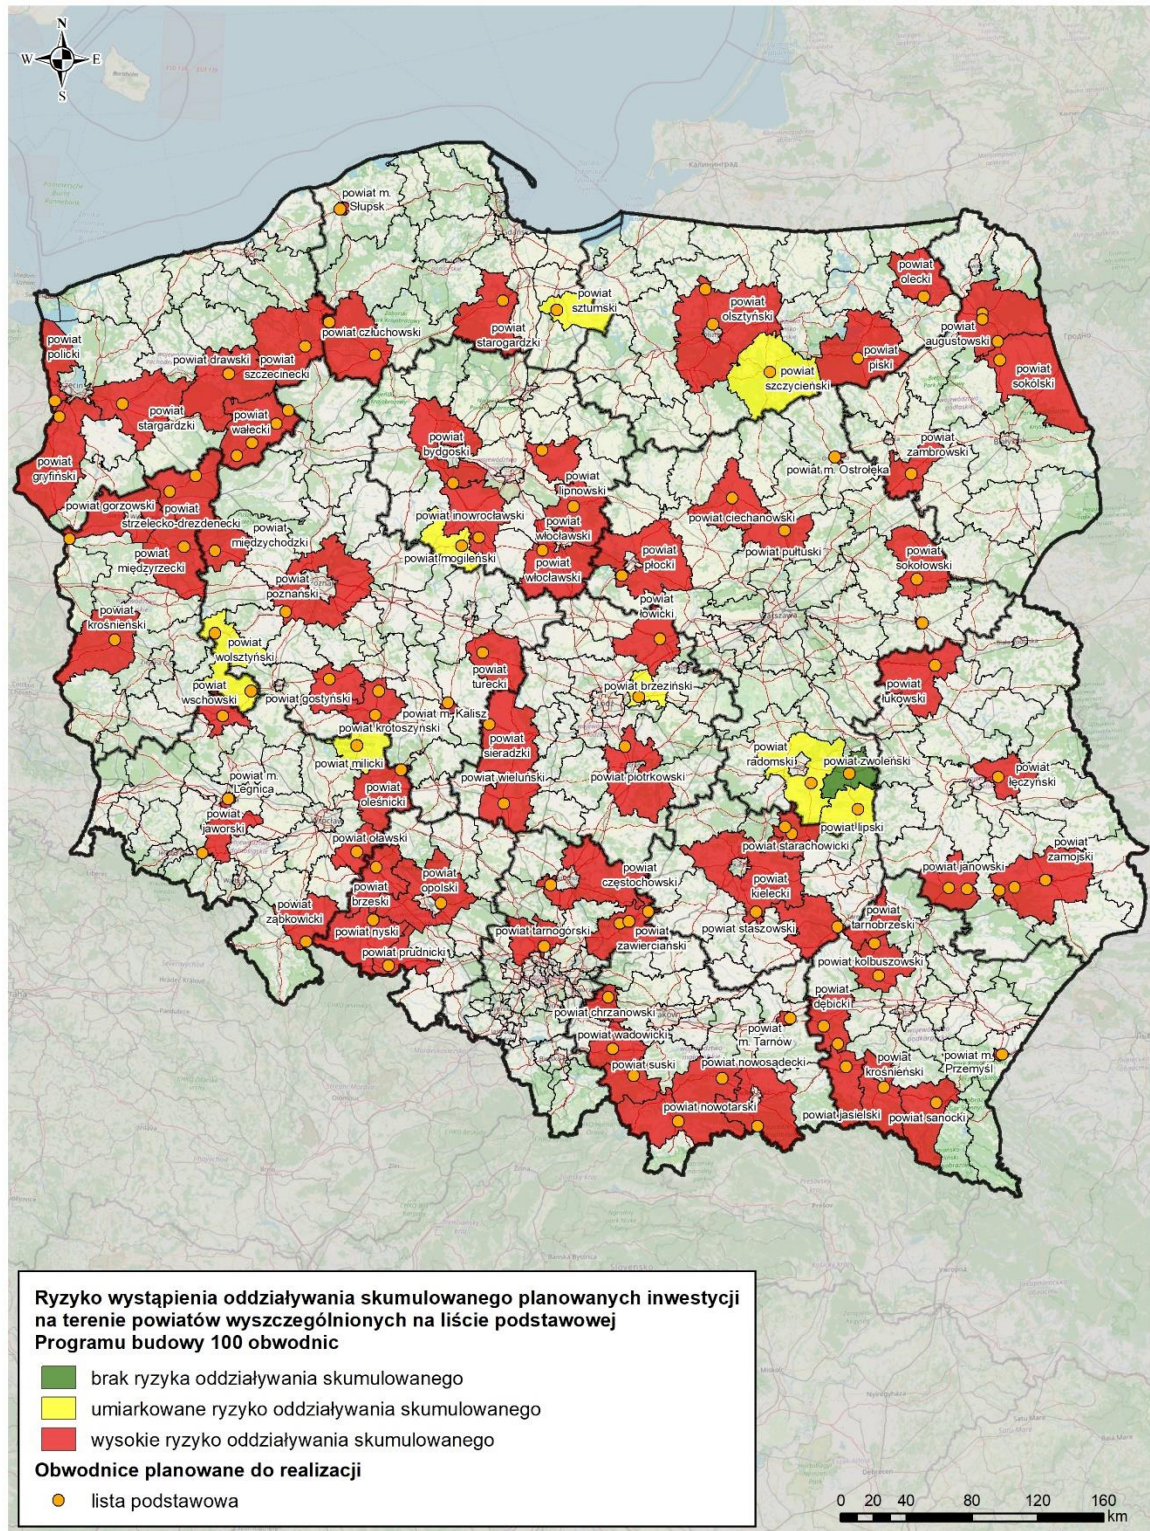 N
W E
S
powiat m.
Słupsk
powiat
sztumski
powiat
olecki
powiat
olsztyński
powiat
policki
powiat człuchowski
powiat
starogardzki
powiat
augustowski
powiat drawski
powiat
szczecinecki
powiat
piski
powiat
szczycieński
powiat
sokólski
powiat
stargardzki
powiat
wałecki
powiat
bydgoski
powiat
zambrowski
powiat
gryfiński
powiat m. Ostrołęka
powiat
lipnowski
powiat gorzowski
powiat
strzelecko-drezdenecki
powiat inowrocławski
powiat
włocławski
powiat ciechanowski
powiat
międzychodzki
powiat mogileński
powiat pułtuski
powiat
międzyrzecki
powiat
włocławski
powiat
płocki
powiat
sokołowski
powiat
poznański
powiat
krośnieński
powiat
łowicki
powiat
wolsztyński
powiat
turecki
powiat
wschowski
powiat gostyński
powiat brzeziński
powiat
łukowski
powiat m. Kalisz
powiat krotoszyński
powiat
sieradzki
powiat milicki
powiat
radomski
powiat zwoleński
powiat m.
Legnica
powiat
oleśnicki
powiat wieluński
powiat piotrkowski
powiat
łęczyński
powiat
jaworski
powiat lipski
powiat oławski
powiat starachowicki
powiat
zamojski
powiat
brzeski
powiat
opolski
powiat
częstochowski
powiat
kielecki
powiat janowski
powiat
ząbkowicki
powiat nyski
powiat tarnogórski
powiat
zawierciański
powiat staszowski
powiat
tarnobrzeski
powiat prudnicki
powiat kolbuszowski
powiat
dębicki
powiat chrzanowski
powiat wadowicki
powiat
m. Tarnów
powiat m.
Przemyśl
powiat suski
powiat nowosądecki
powiat
krośnieński
powiat nowotarski
powiat jasielski
powiat sanocki
Ryzyko wystąpienia oddziaływania skumulowanego planowanych inwestycji
na terenie powiatów wyszczególnionych na liście podstawowej
Programu budowy 100 obwodnic
brak ryzyka oddziaływania skumulowanego
umiarkowane ryzyko oddziaływania skumulowanego
wysokie ryzyko oddziaływania skumulowanego
Obwodnice planowane do realizacji
lista podstawowa
0 20 40 80 120 160
km